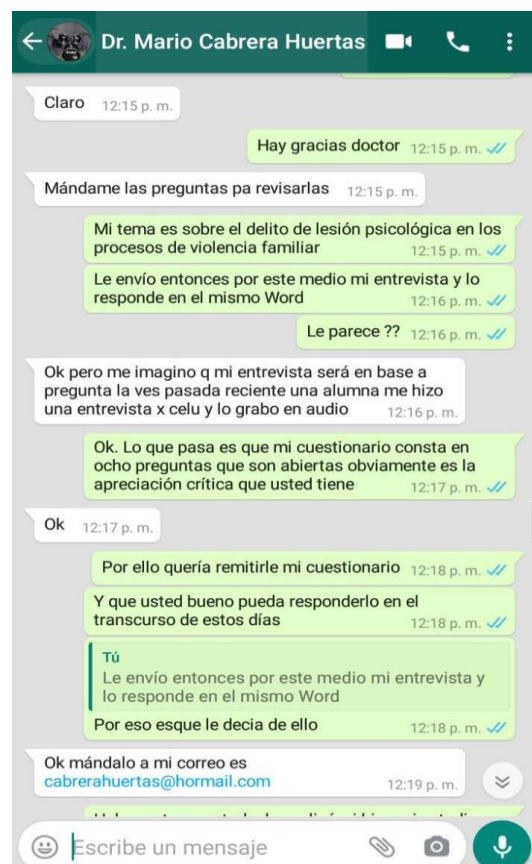 Dr. Mario Cabrera Huertas
Claro 12:15 p. m.
Hay gracias doctor 12:15 p. m.
Mándame las preguntas pa revisarlas 12:15 p. m.
Mi tema es sobre el delito de lesión psicológica en los
procesos de violencia familiar 12:15 p. m.
Le envío entonces por este medio mi entrevista y lo
responde en el mismo Word 12:16 p. m.
Le parece ?? 12:16 p. m.
Ok pero me imagino q mi entrevista será en base a
pregunta la ves pasada reciente una alumna me hizo
una entrevista x celu y lo grabo en audio 12:16 p. m.
Ok. Lo que pasa es que mi cuestionario consta en
ocho preguntas que son abiertas obviamente es la
apreciación crítica que usted tiene 12:17 p. m.
Ok 12:17 p. m.
Por ello quería remitirle mi cuestionario 12:18 p. m.
Y que usted bueno pueda responderlo en el
transcurso de estos días 12:18 p. m.
Tú
Le envío entonces por este medio mi entrevista y
lo responde en el mismo Word
Por eso esque le decia de ello 12:18 p. m.
Ok mándalo a mi correo es
cabrerahuertas@hormail.com 12:19 p. m.
Escribe un mensaje